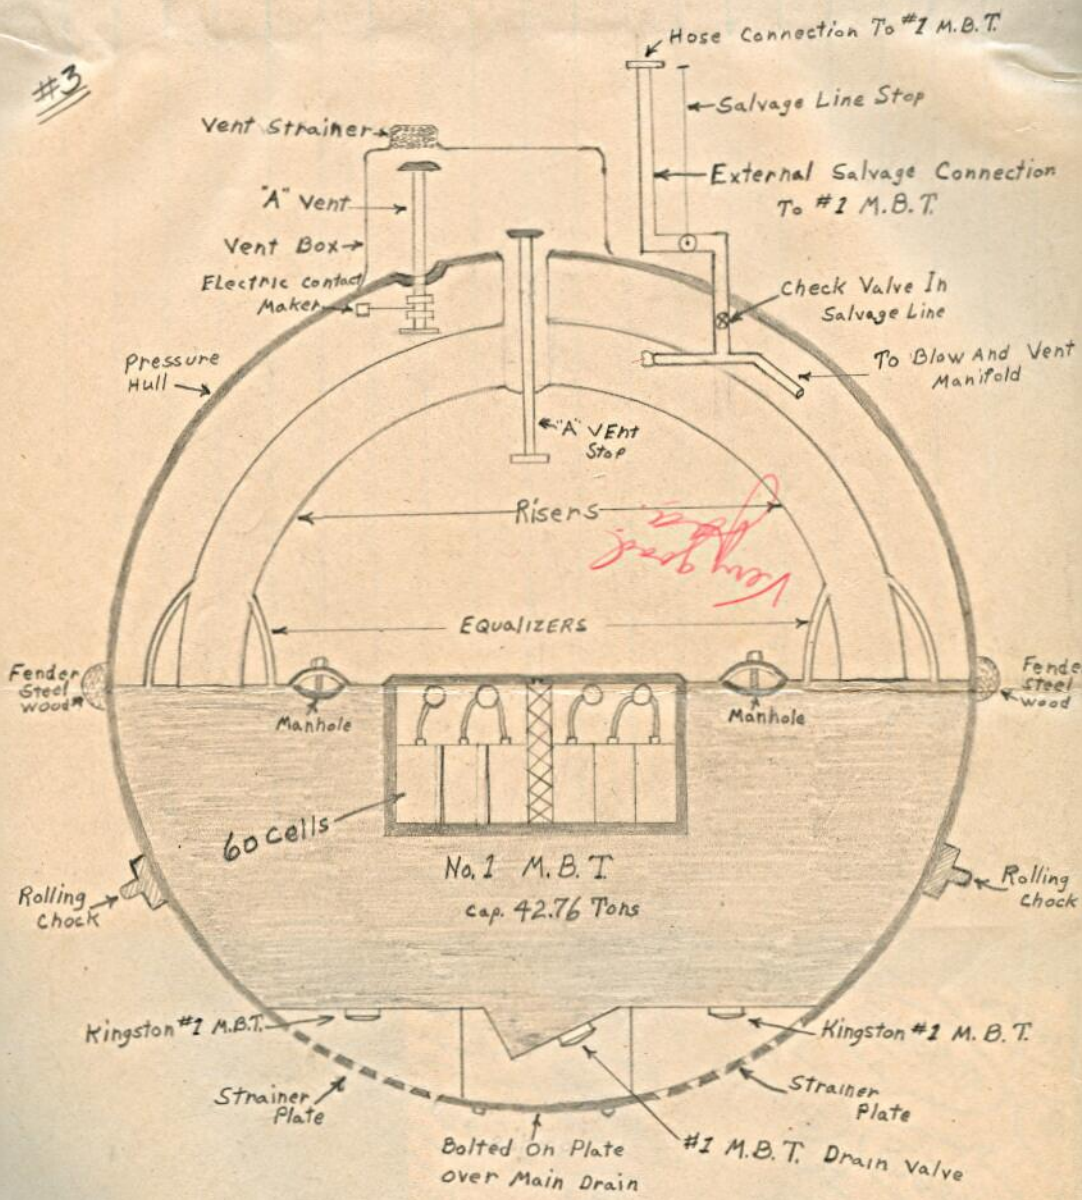 #3
Hose Connection To #1 M.B.T.
Salvage Line Stop
Vent Strainer
External Salvage Connection
To #1 M.B.T.
"A" Vent
Vent Box
Electric Contact
Maker
Check Valve In
Salvage Line
Pressure
Hull
To Blow And Vent
Manifold
"A" VEnt
Stop
Risers
Very good
EQUALIZERS
Fender
Steel
Wood
Manhole
Manhole
Fende
Steel
Wood
60 Cells
No. 1 M.B.T
Cap. 42.76 Tons
Rolling
Chock
Rolling
Chock
Kingston #1 M.B.T.
Kingston #1 M.B.T.
Strainer
Plate
Strainer
Plate
Bolted on Plate
over Main Drain
#1 M.B.T. Drain Valve